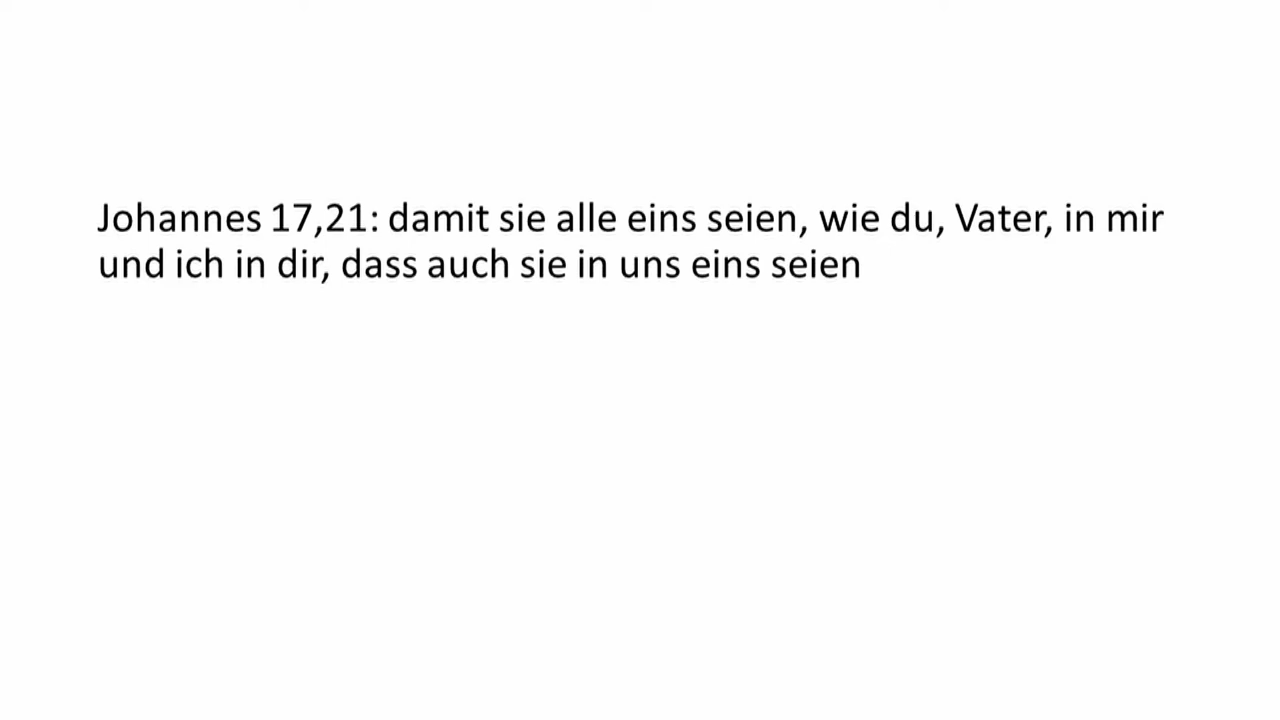 Johannes 17,21: damit sie alle eins seien, wie du, Vater, in mir
und ich in dir, dass auch sie in uns eins seien